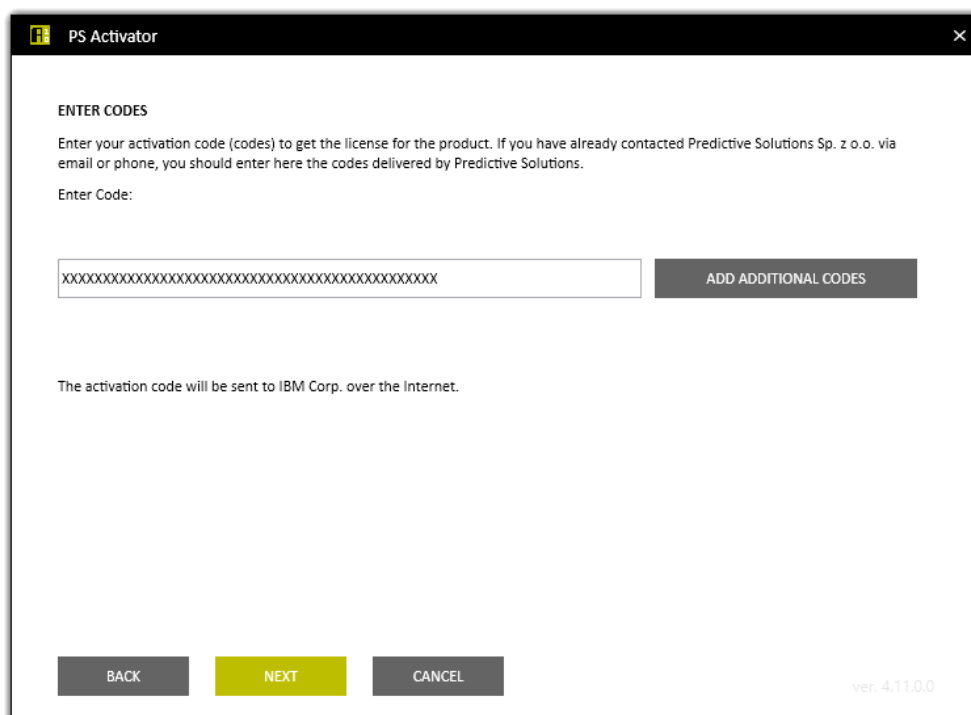 PS Activator
ENTER CODES
Enter your activation code (codes) to get the license for the product. If you have already contacted Predictive Solutions Sp. z o.o. via
email or phone, you should enter here the codes delivered by Predictive Solutions.
Enter Code:
XXXXXXXXXXXXXXXXXXXXXXXXXXXXXXXXXXXXXXXXXXXXXX ADD ADDITIONAL CODES
The activation code will be sent to IBM Corp. over the Internet.
BACK NEXT CANCEL
ver. 4.11.0.0